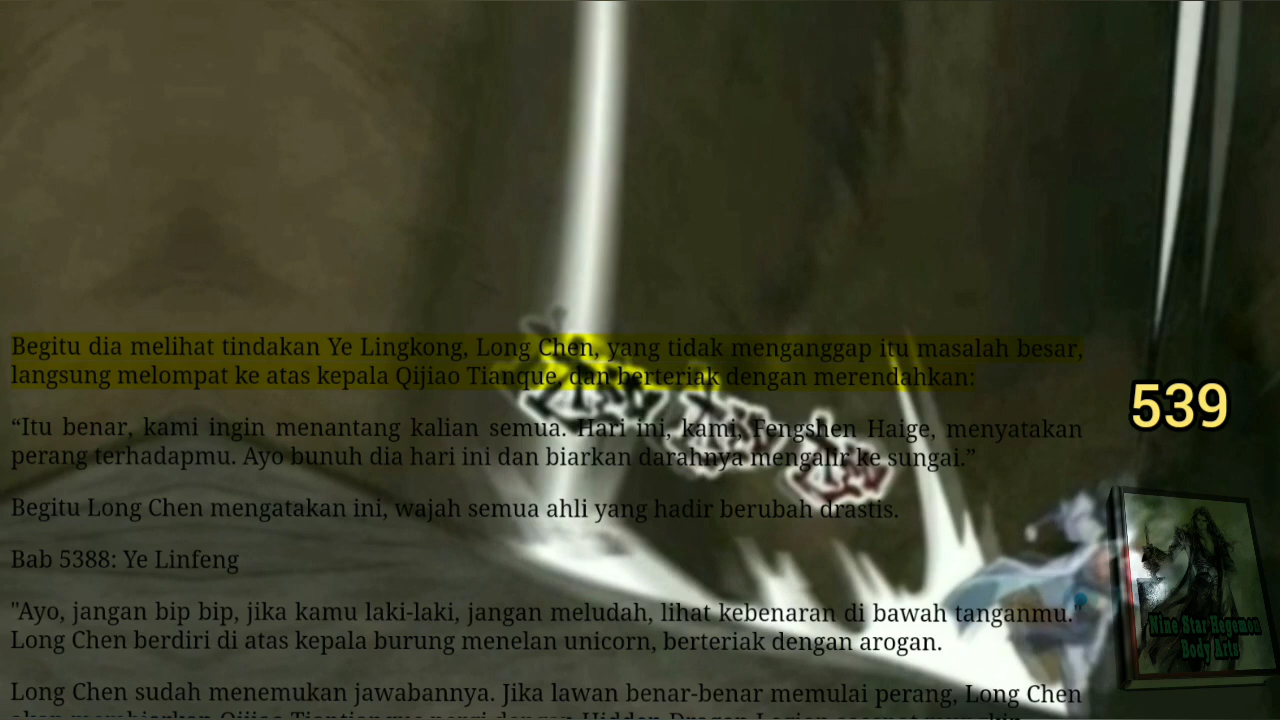 Begitu dia melihat tindakan Ye Lingkong, Long Chen, yang tidak menganggap itu masalah besar,
langsung melompat ke atas kepala Qijiao Tianque, dan berteriak dengan merendahkan:
“Itu benar, kami ingin menantang kalian semua. Hari ini, kami, Fengshen Haige, menyatakan
perang terhadapmu. Ayo bunuh dia hari ini dan biarkan darahnya mengalir ke sungai.”
Begitu Long Chen mengatakan ini, wajah semua ahli yang hadir berubah drastis.
Bab 5388: Ye Linfeng
"Ayo, jangan bip bip, jika kamu laki-laki, jangan meludah, lihat kebenaran di bawah tanganmu."
Long Chen berdiri di atas kepala burung menelan unicorn, berteriak dengan arogan.
Long Chen sudah menemukan jawabannya. Jika lawan benar-benar memulai perang, Long Chen
539
Nine Star Hegemon
Body Arts